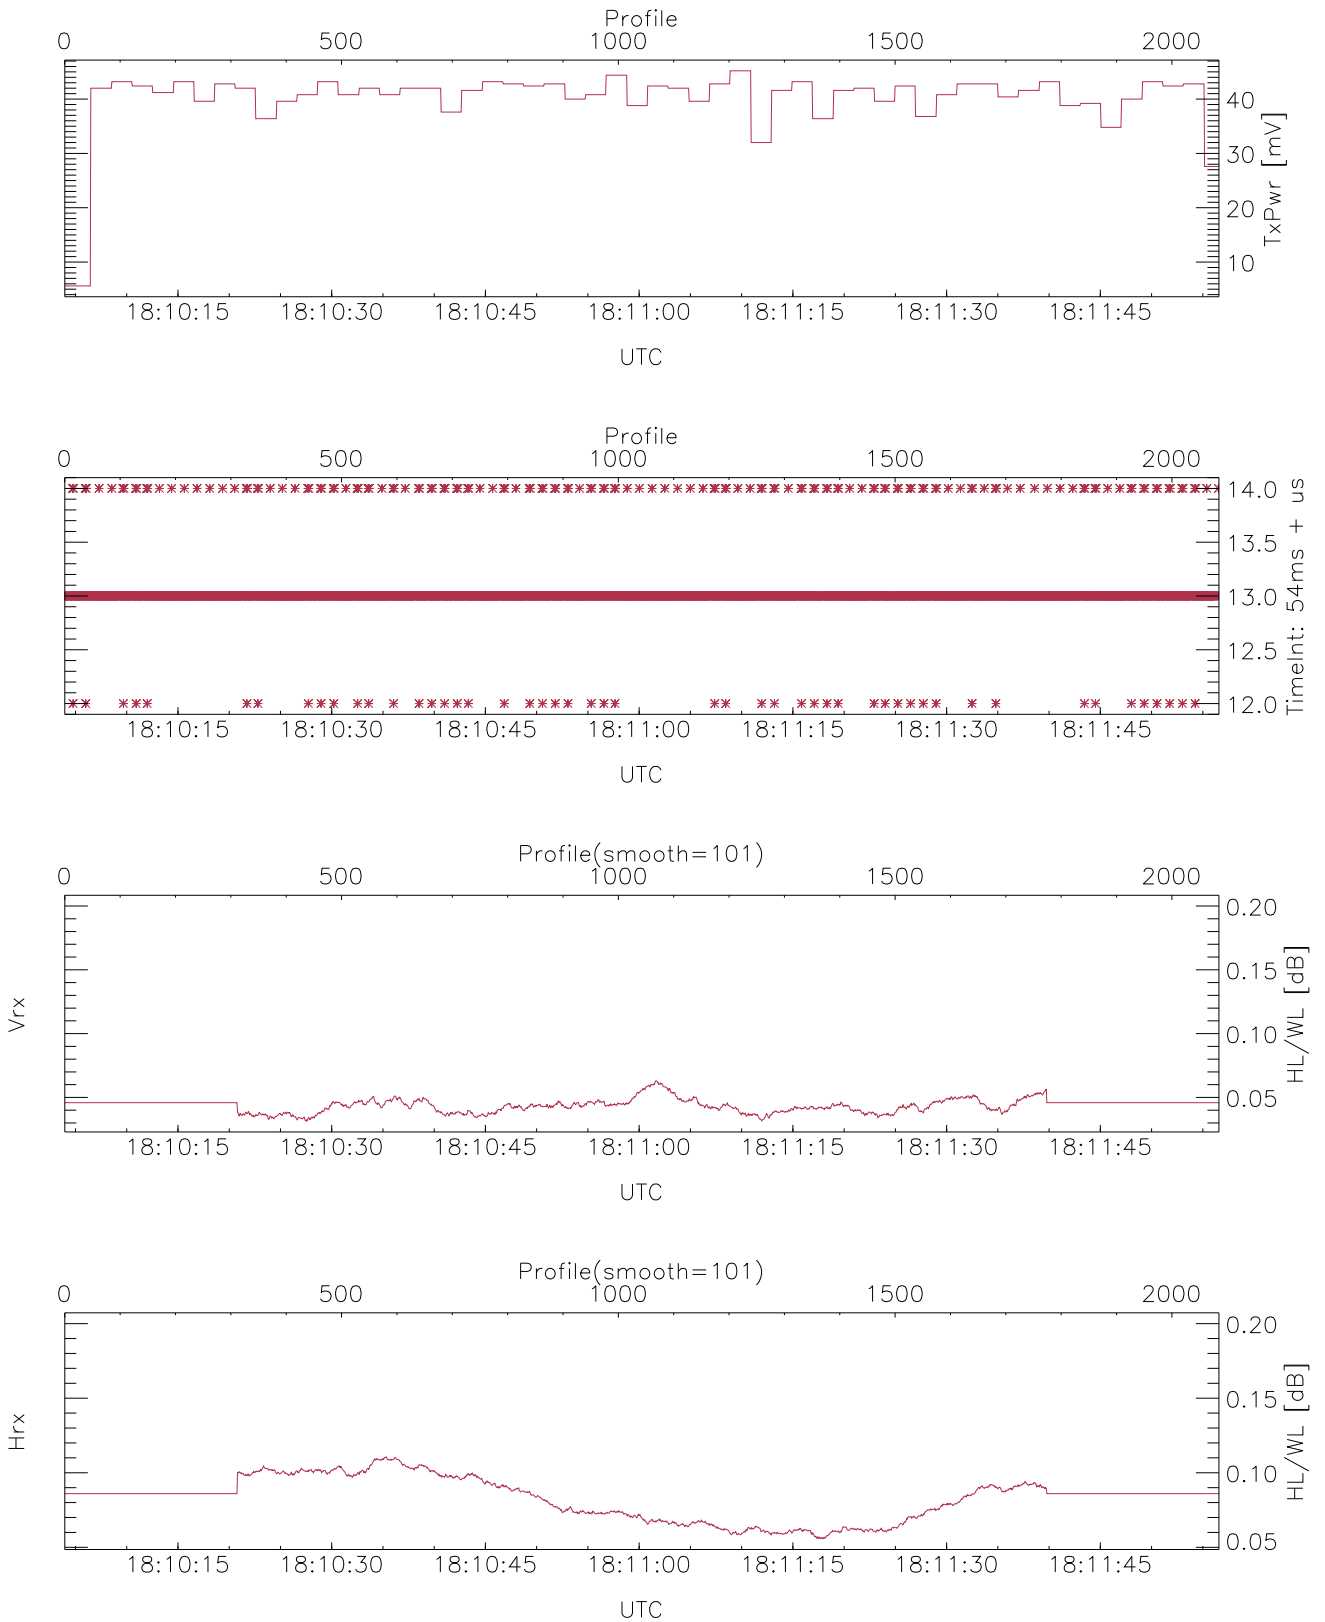 Profile
0 500 1000 1500 2000
40
30
20
10
TxPwr [mV]
18:10:15 18:10:30 18:10:45 18:11:00 18:11:15 18:11:30 18:11:45
UTC
Profile
0 500 1000 1500 2000
14.0
13.5
13.0
12.5
12.0
TimeInt: 54ms + us
18:10:15 18:10:30 18:10:45 18:11:00 18:11:15 18:11:30 18:11:45
UTC
Profile(smooth=101)
0 500 1000 1500 2000
Vrx
0.20
0.15
0.10
0.05
HL/WL [dB]
18:10:15 18:10:30 18:10:45 18:11:00 18:11:15 18:11:30 18:11:45
UTC
Profile(smooth=101)
0 500 1000 1500 2000
Hrx
0.20
0.15
0.10
0.05
HL/WL [dB]
18:10:15 18:10:30 18:10:45 18:11:00 18:11:15 18:11:30 18:11:45
UTC